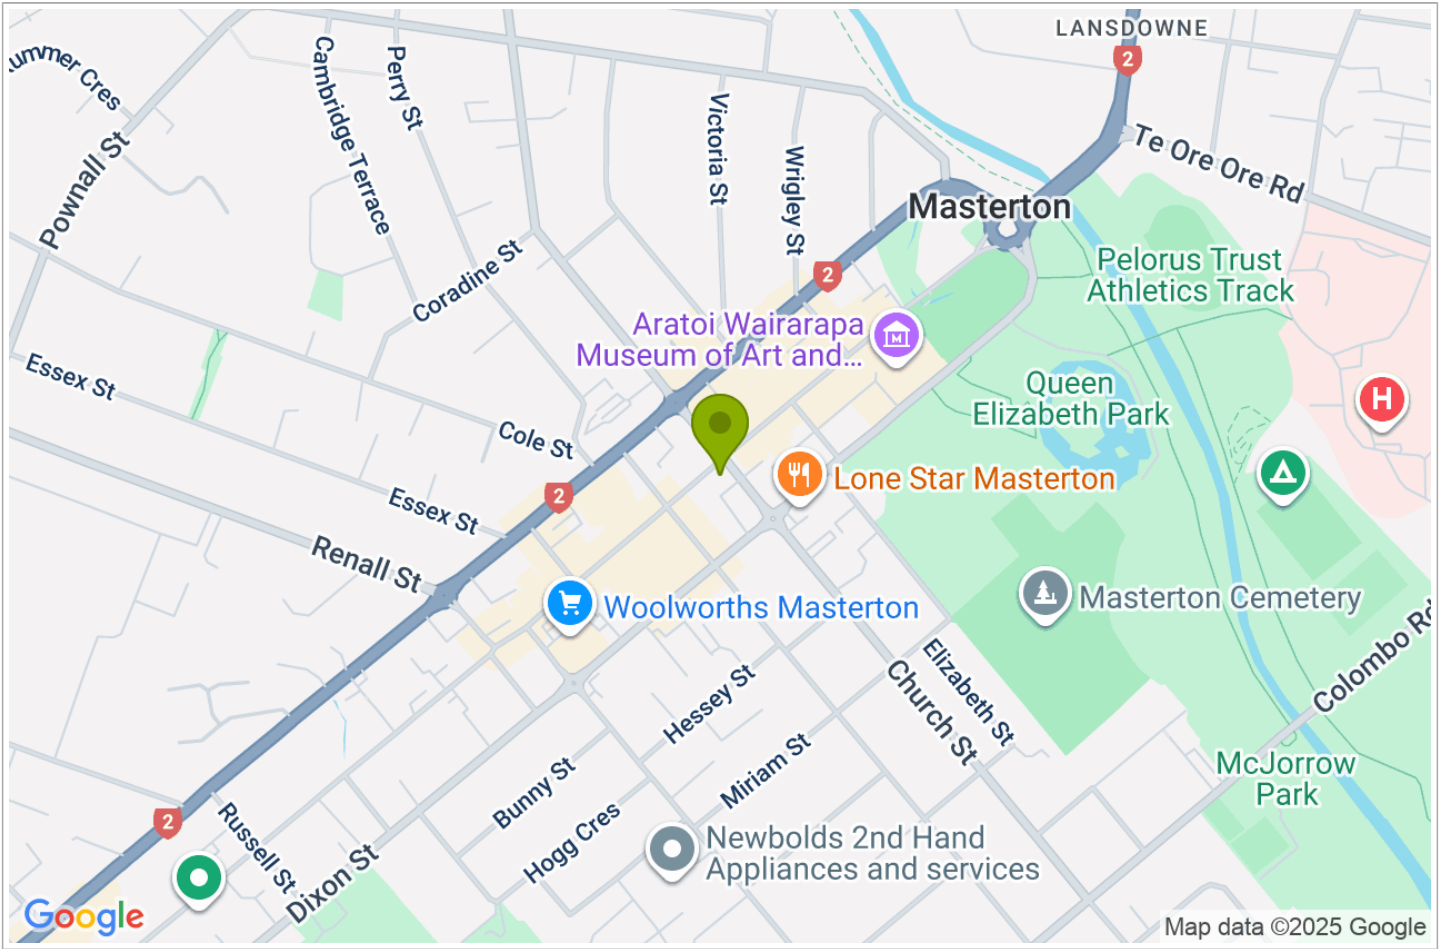 LANSDOWNE
2
ummer Cres
Cambridge Terrace
Perry St
Victoria St
Wrigley St
Te Ore Ore Rd
Pownall St
Masterton
Coradine St
2
Pelorus Trust
Athletics Track
Aratoi Wairarapa
Museum of Art and...
M
Essex St
Queen
Elizabeth Park
H
Cole St
Lone Star Masterton
2
Essex St
Renall St
Woolworths Masterton
Masterton Cemetery
Colombo Rd
Elizabeth St
Church St
Hessey St
Miriam St
McJorrow
Park
Bunny St
Hogg Cres
2
Russell St
Dixon St
Newbolds 2nd Hand
Appliances and services
Google
Map data ©2025 Google